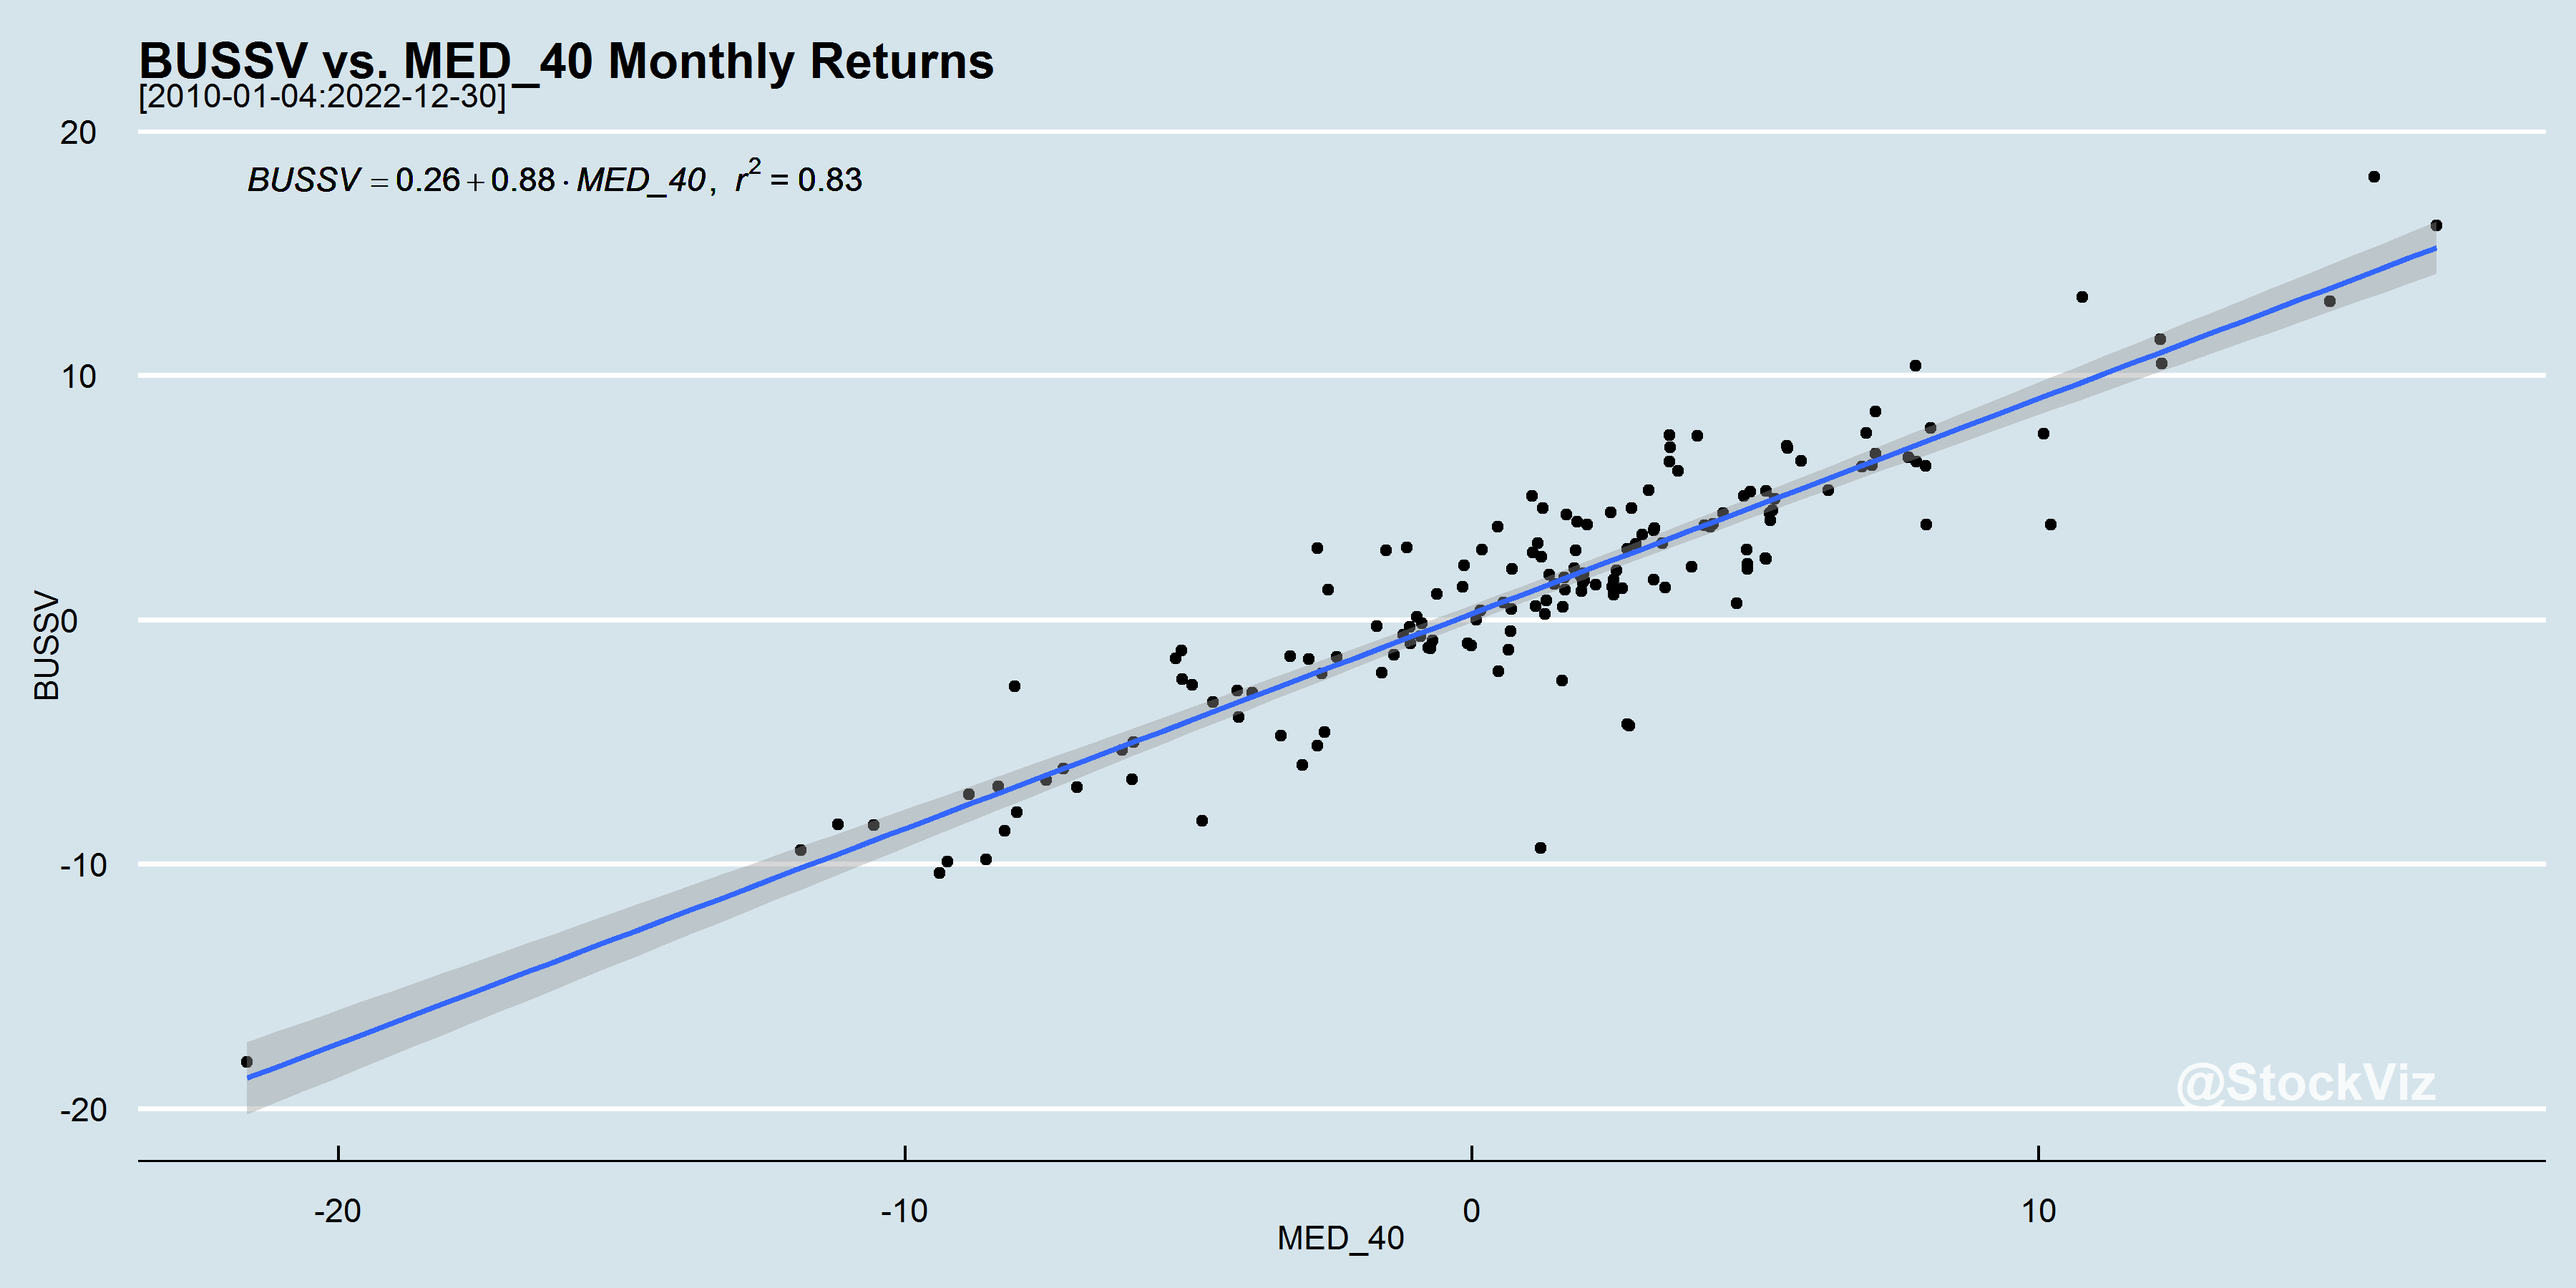 BUSSV vs. MED_40 Monthly Returns
[2010-01-04:2022-12-30]
BUSSV = 0.26 + 0.88 · MED_40, r² = 0.83
20
10
0
-10
-20
BUSSV
@StockViz
-20 -10 0 10
MED_40